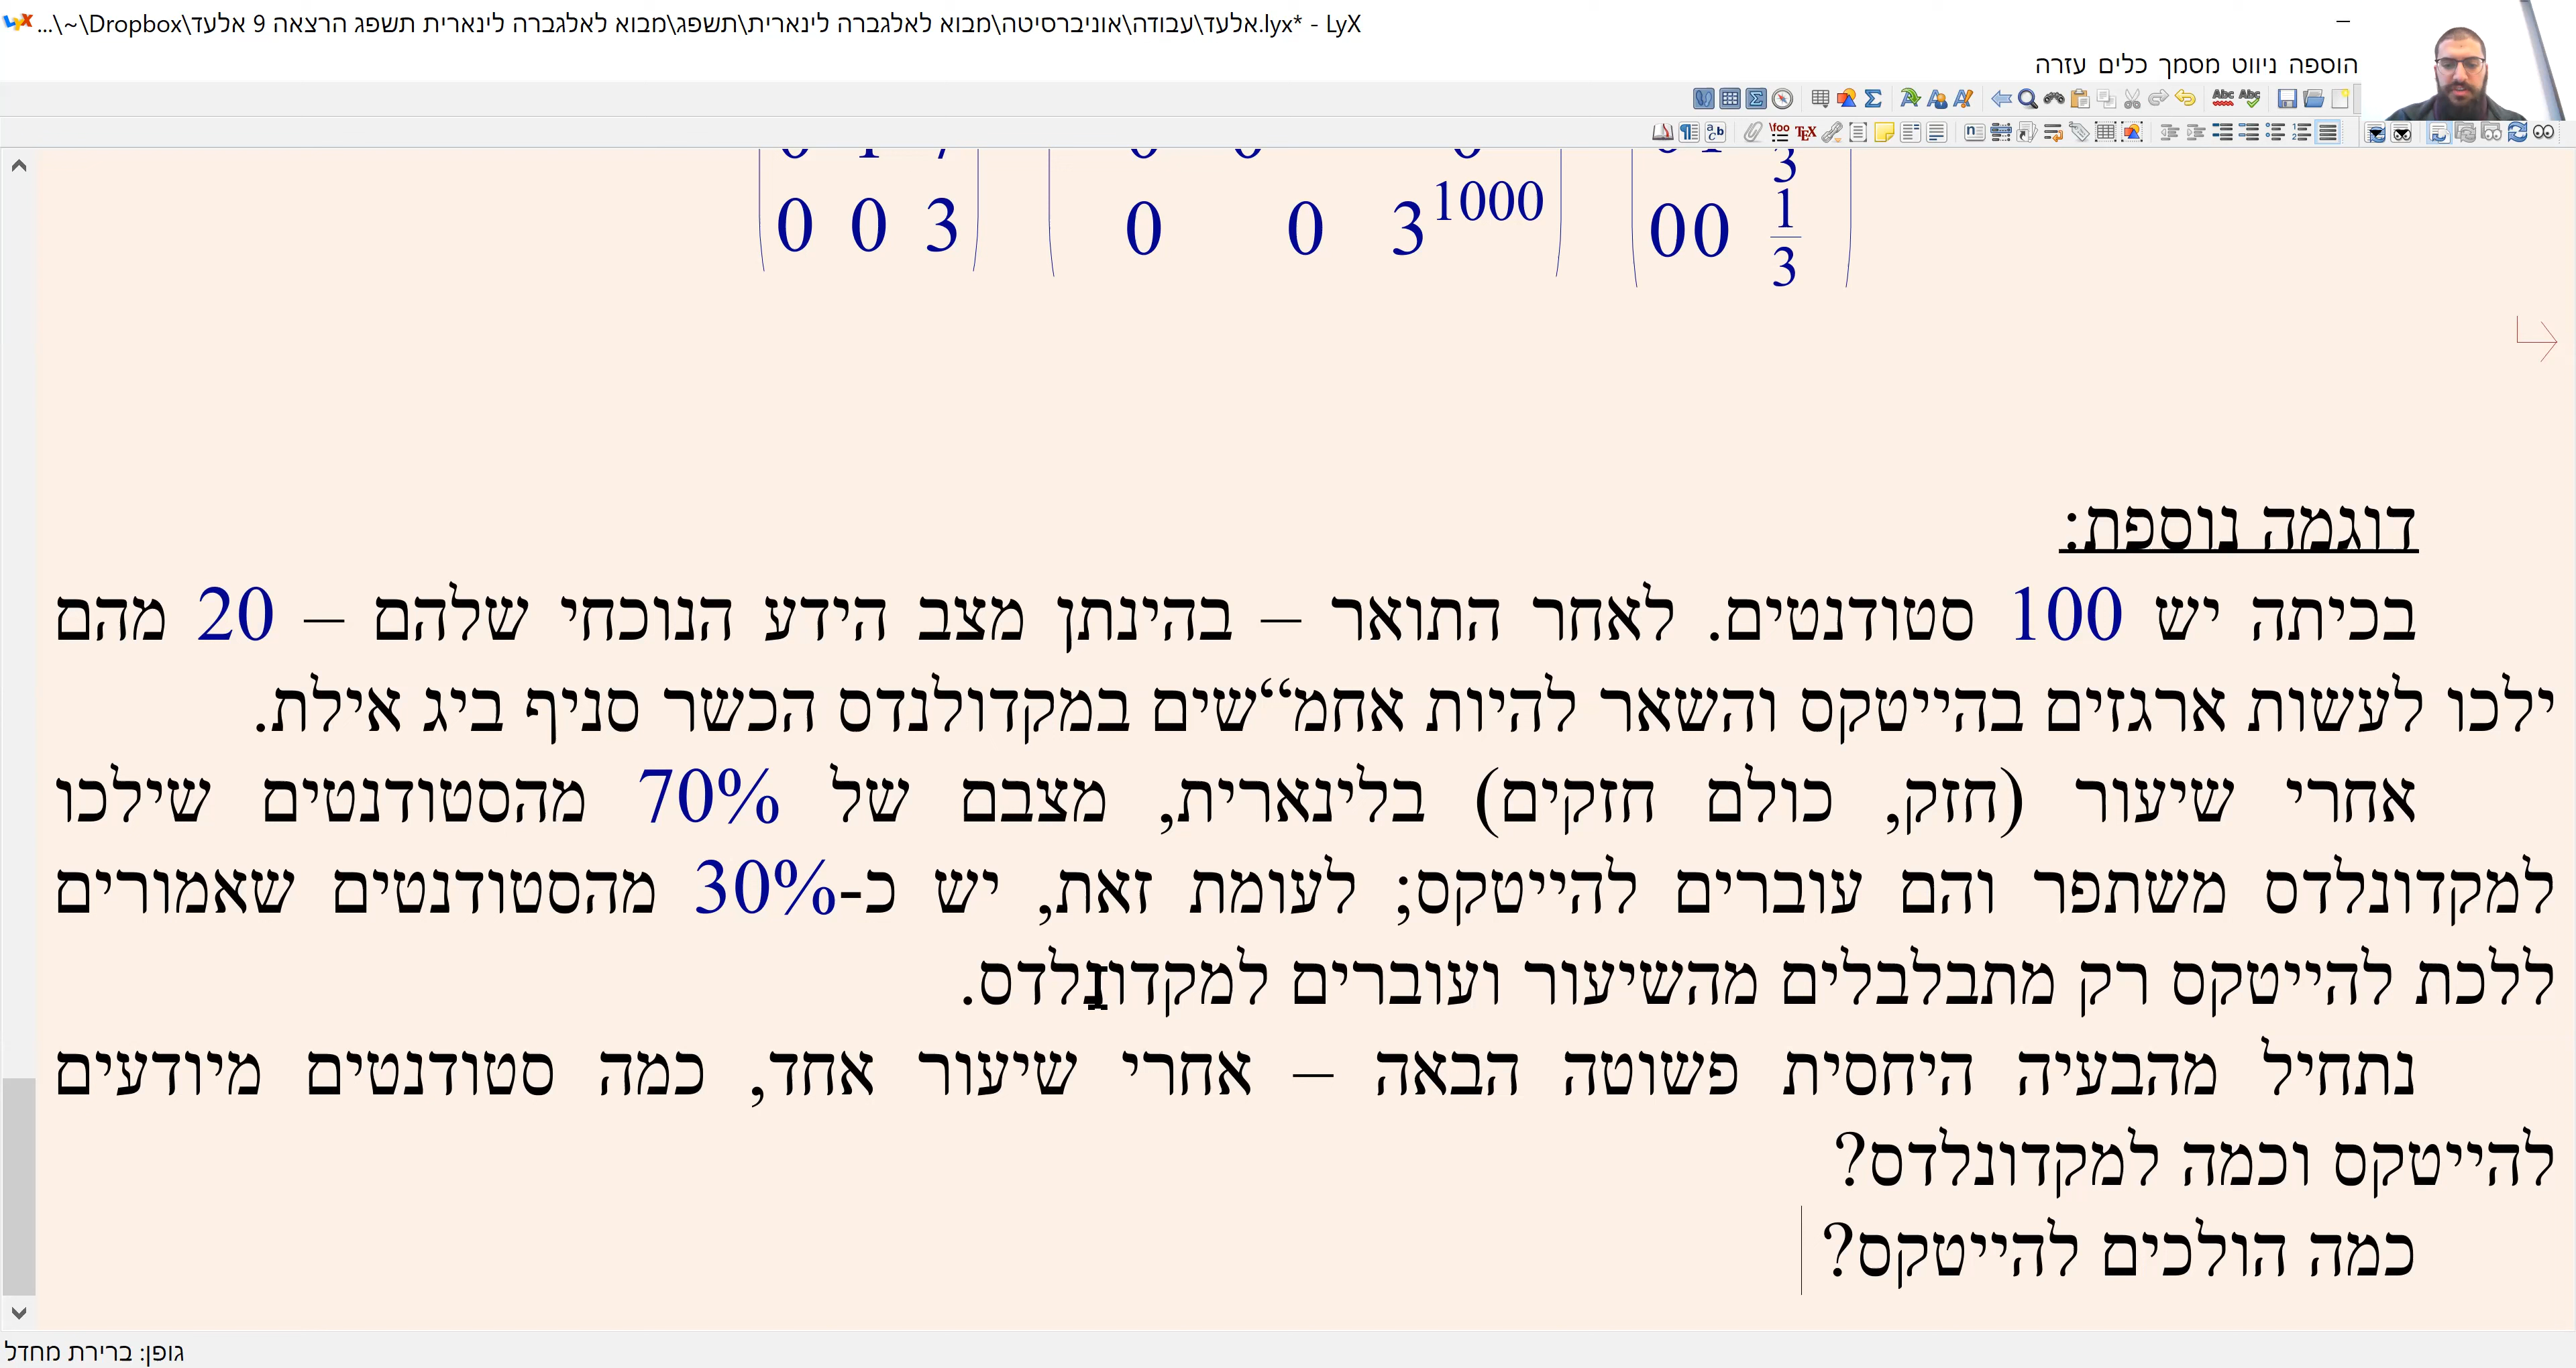 ...\~\Dropbox\אלעד\עבודה\אוניברסיטה\מבוא לאלגברה לינארית\תשפג\מבוא לאלגברה לינארית תשפג הרצאה 9 אלעד.lyx* - LyX
הוספה ניווט מסמך כלים עזרה
0 0 3 0 0 3^1000 0 0 1/3
דוגמה נוספת:
בכיתה יש 100 סטודנטים. לאחר התואר – בהינתן מצב הידע הנוכחי שלהם – 20 מהם
ילכו לעשות ארגזים בהייטקס והשאר להיות אחמ“שים במקדולנדס הכשר סניף ביג אילת.
אחרי שיעור (חזק, כולם חזקים) בלינארית, מצבם של 70% מהסטודנטים שילכו
למקדונלדס משתפר והם עוברים להייטקס; לעומת זאת, יש כ-30% מהסטודנטים שאמורים
ללכת להייטקס רק מתבלבלים מהשיעור ועוברים למקדונלדס.
נתחיל מהבעיה היחסית פשוטה הבאה – אחרי שיעור אחד, כמה סטודנטים מיודעים
להייטקס וכמה למקדונלדס?
כמה הולכים להייטקס?
גופן: ברירת מחדל